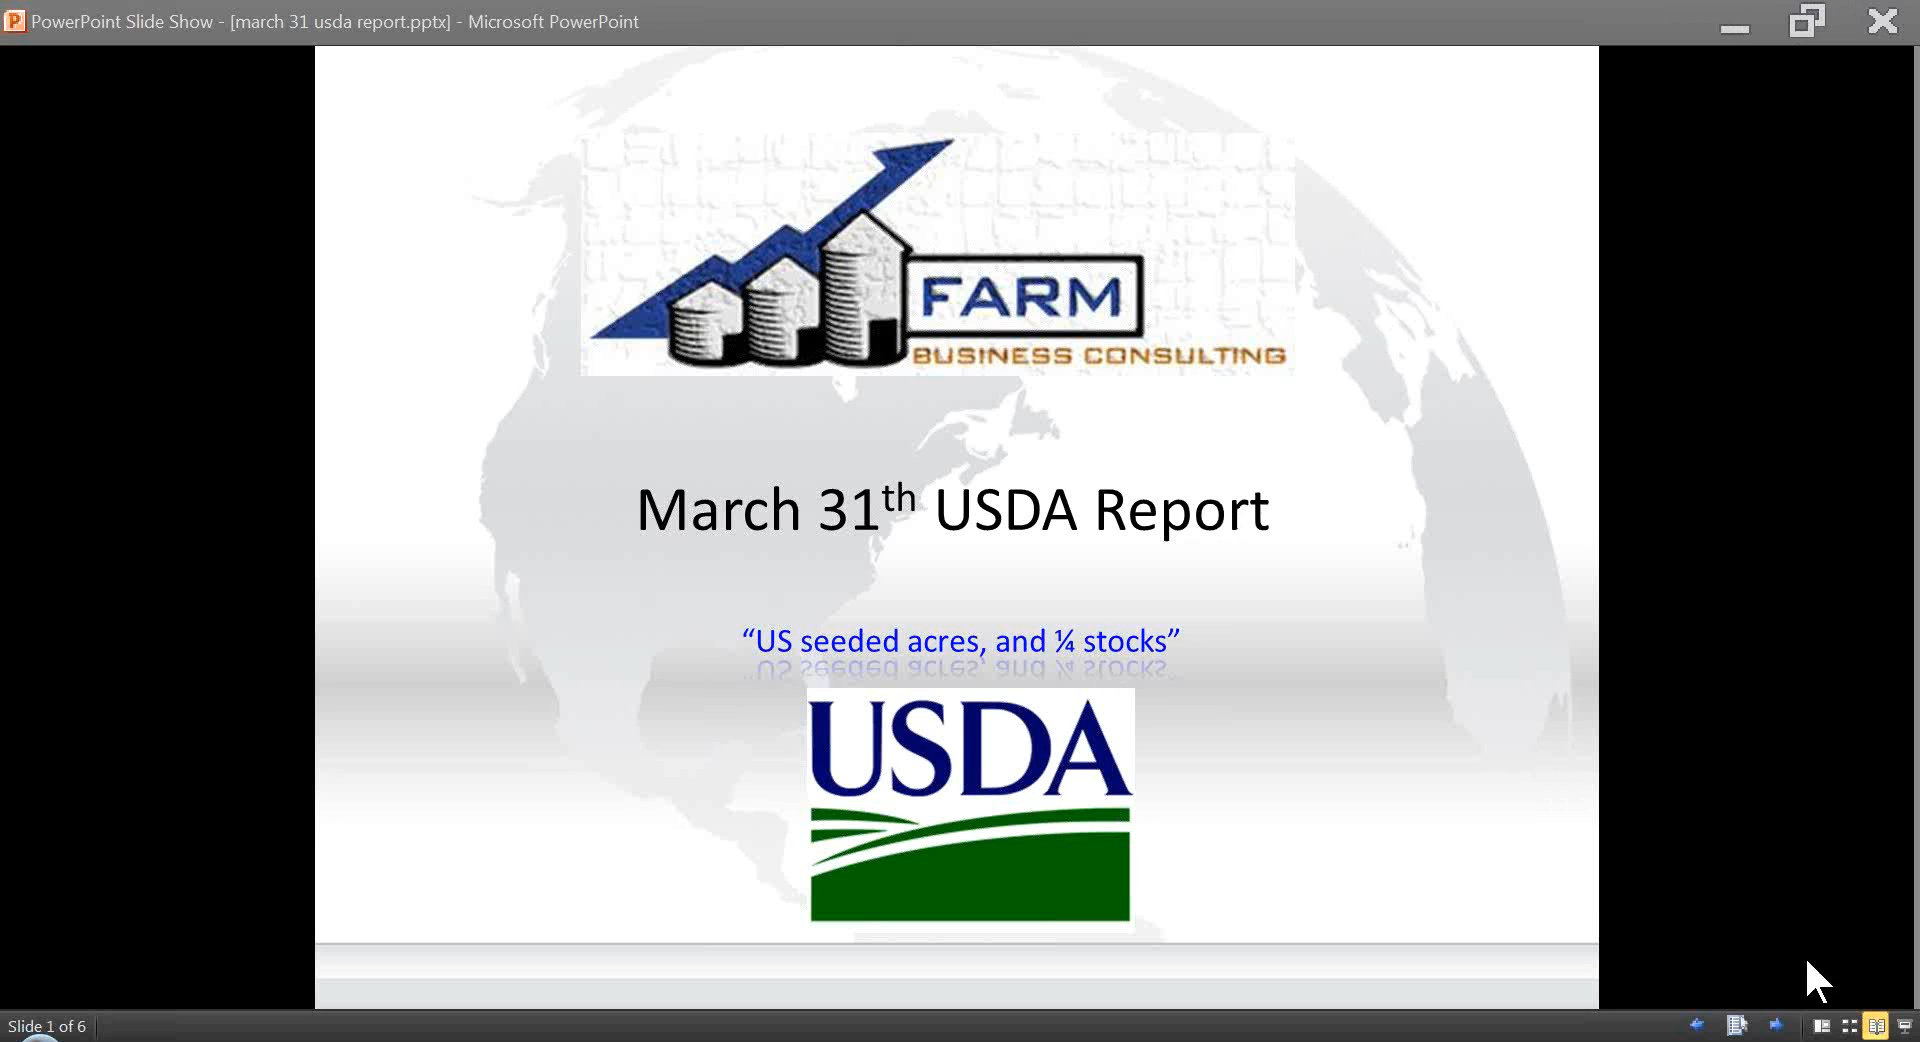 PowerPoint Slide Show - [march 31 usda report.pptx] - Microsoft PowerPoint
FARM
BUSINESS CONSULTING
March 31th USDA Report
“US seeded acres, and ¼ stocks”
USDA
Slide 1 of 6